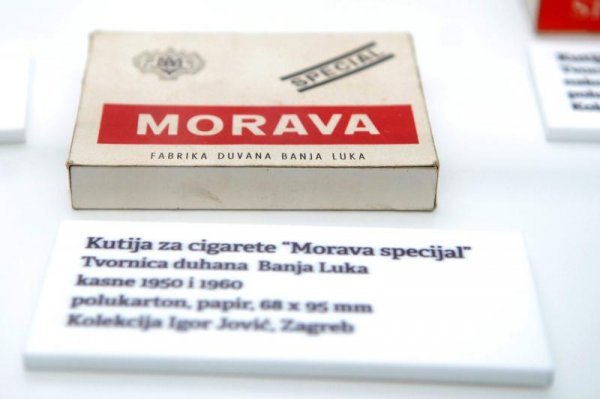 SPECIAL
MORAVA
FABRIKA DUVANA BANJA LUKA
Kutija za cigarete “Morava specijal”
Tvornica duhana Banja Luka
kasne 1950 i 1960
polukarton, papir, 68 x 95 mm
Kolekcija Igor Jović, Zagreb